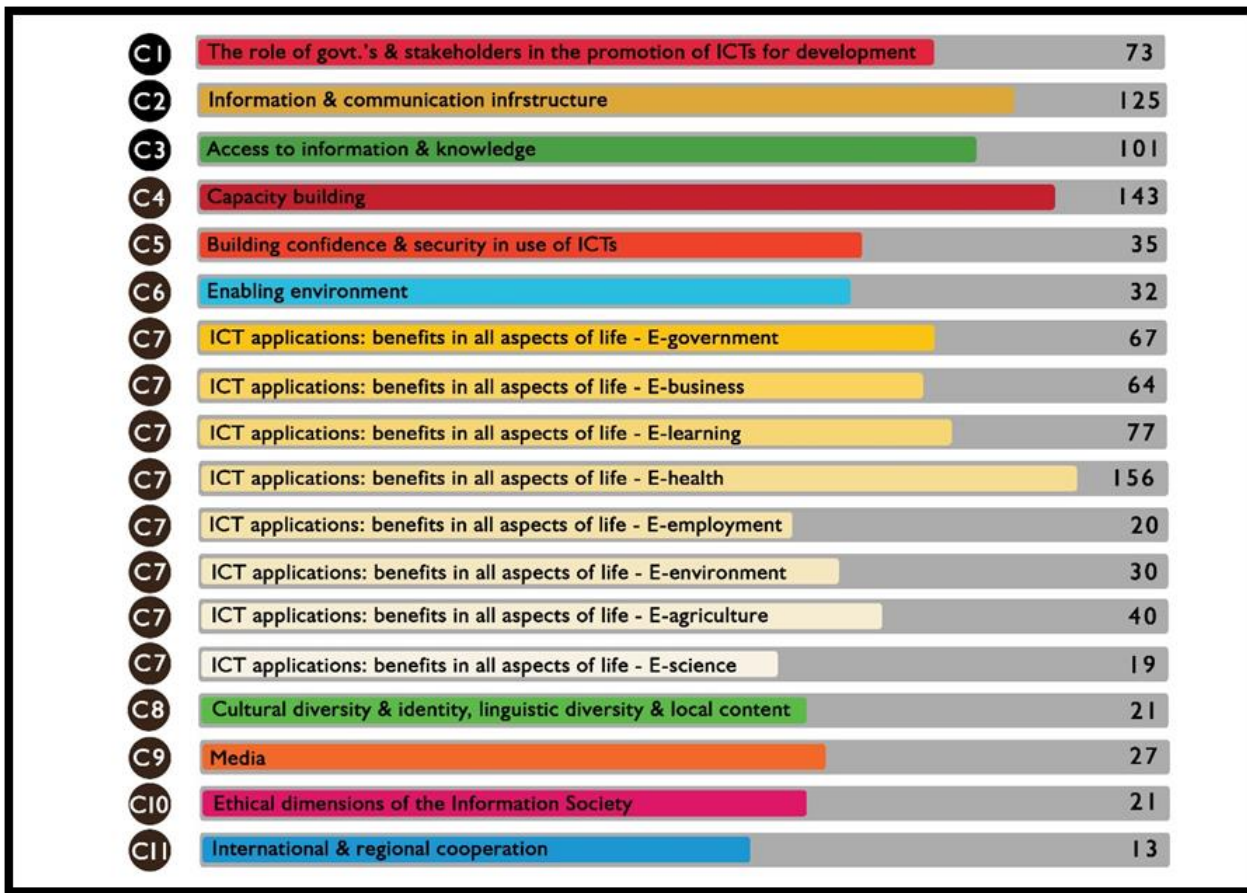 C1 The role of govt.'s & stakeholders in the promotion of ICTs for development 73
C2 Information & communication infrstructure 125
C3 Access to information & knowledge 101
C4 Capacity building 143
C5 Building confidence & security in use of ICTs 35
C6 Enabling environment 32
C7 ICT applications: benefits in all aspects of life - E-government 67
C7 ICT applications: benefits in all aspects of life - E-business 64
C7 ICT applications: benefits in all aspects of life - E-learning 77
C7 ICT applications: benefits in all aspects of life - E-health 156
C7 ICT applications: benefits in all aspects of life - E-employment 20
C7 ICT applications: benefits in all aspects of life - E-environment 30
C7 ICT applications: benefits in all aspects of life - E-agriculture 40
C7 ICT applications: benefits in all aspects of life - E-science 19
C8 Cultural diversity & identity, linguistic diversity & local content 21
C9 Media 27
C10 Ethical dimensions of the Information Society 21
C11 International & regional cooperation 13